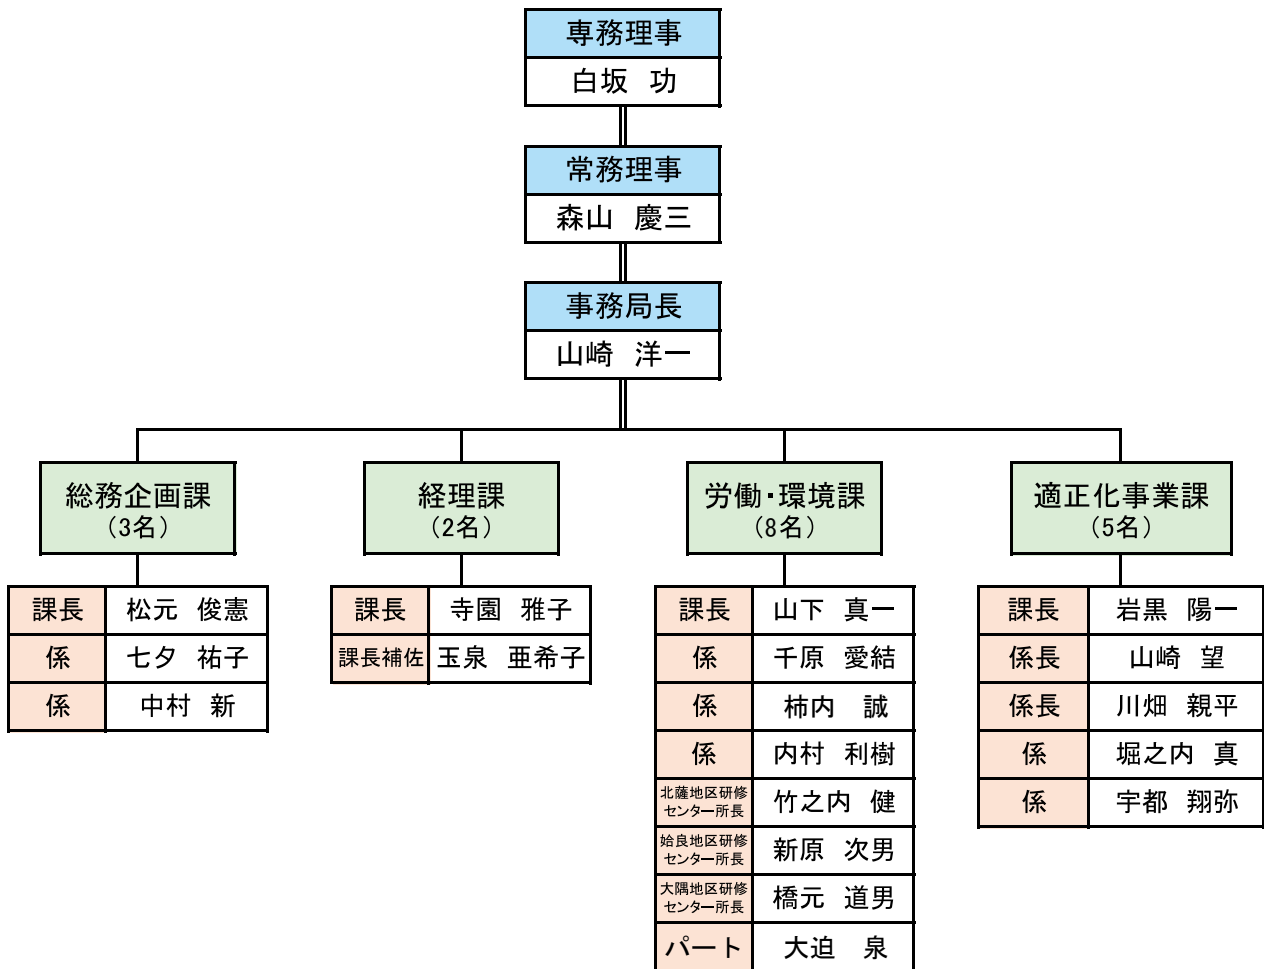 専務理事
白坂　功
常務理事
森山　慶三
事務局長
山崎　洋一
総務企画課
（3名）
課長　松元　俊憲
係　七夕　祐子
係　中村　新
経理課
（2名）
課長　寺園　雅子
課長補佐　玉泉　亜希子
労働・環境課
（8名）
課長　山下　真一
係　千原　愛結
係　柿内　誠
係　内村　利樹
北薩地区研修
センター所長　竹之内　健
姶良地区研修
センター所長　新原　次男
大隅地区研修
センター所長　橋元　道男
パート　大迫　泉
適正化事業課
（5名）
課長　岩黒　陽一
係長　山崎　望
係長　川畑　親平
係　堀之内　真
係　宇都　翔弥